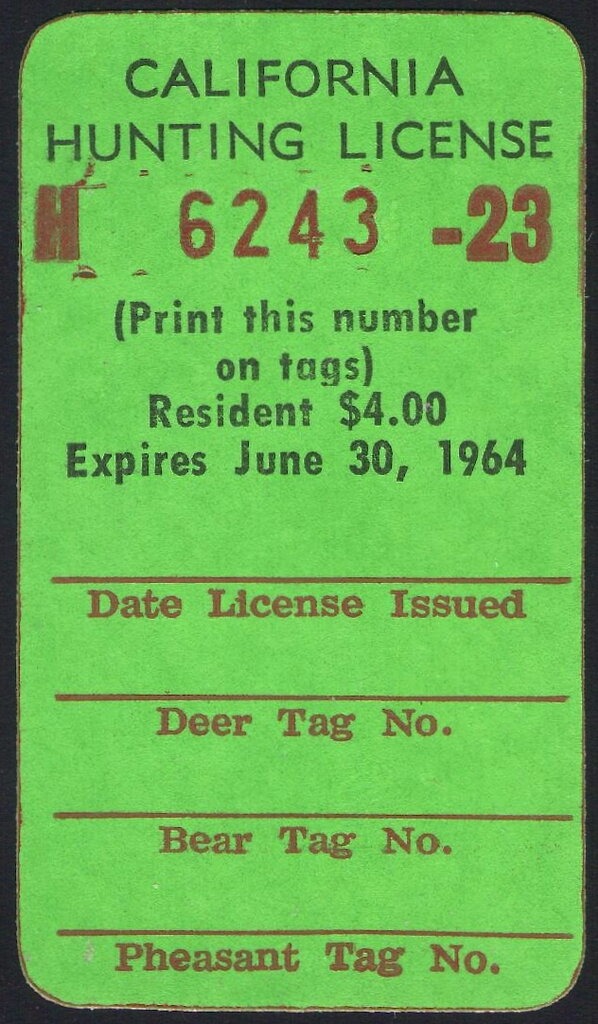 CALIFORNIA
HUNTING LICENSE
H 6243 -23
(Print this number
on tags)
Resident $4.00
Expires June 30, 1964
Date License Issued
Deer Tag No.
Bear Tag No.
Pheasant Tag No.